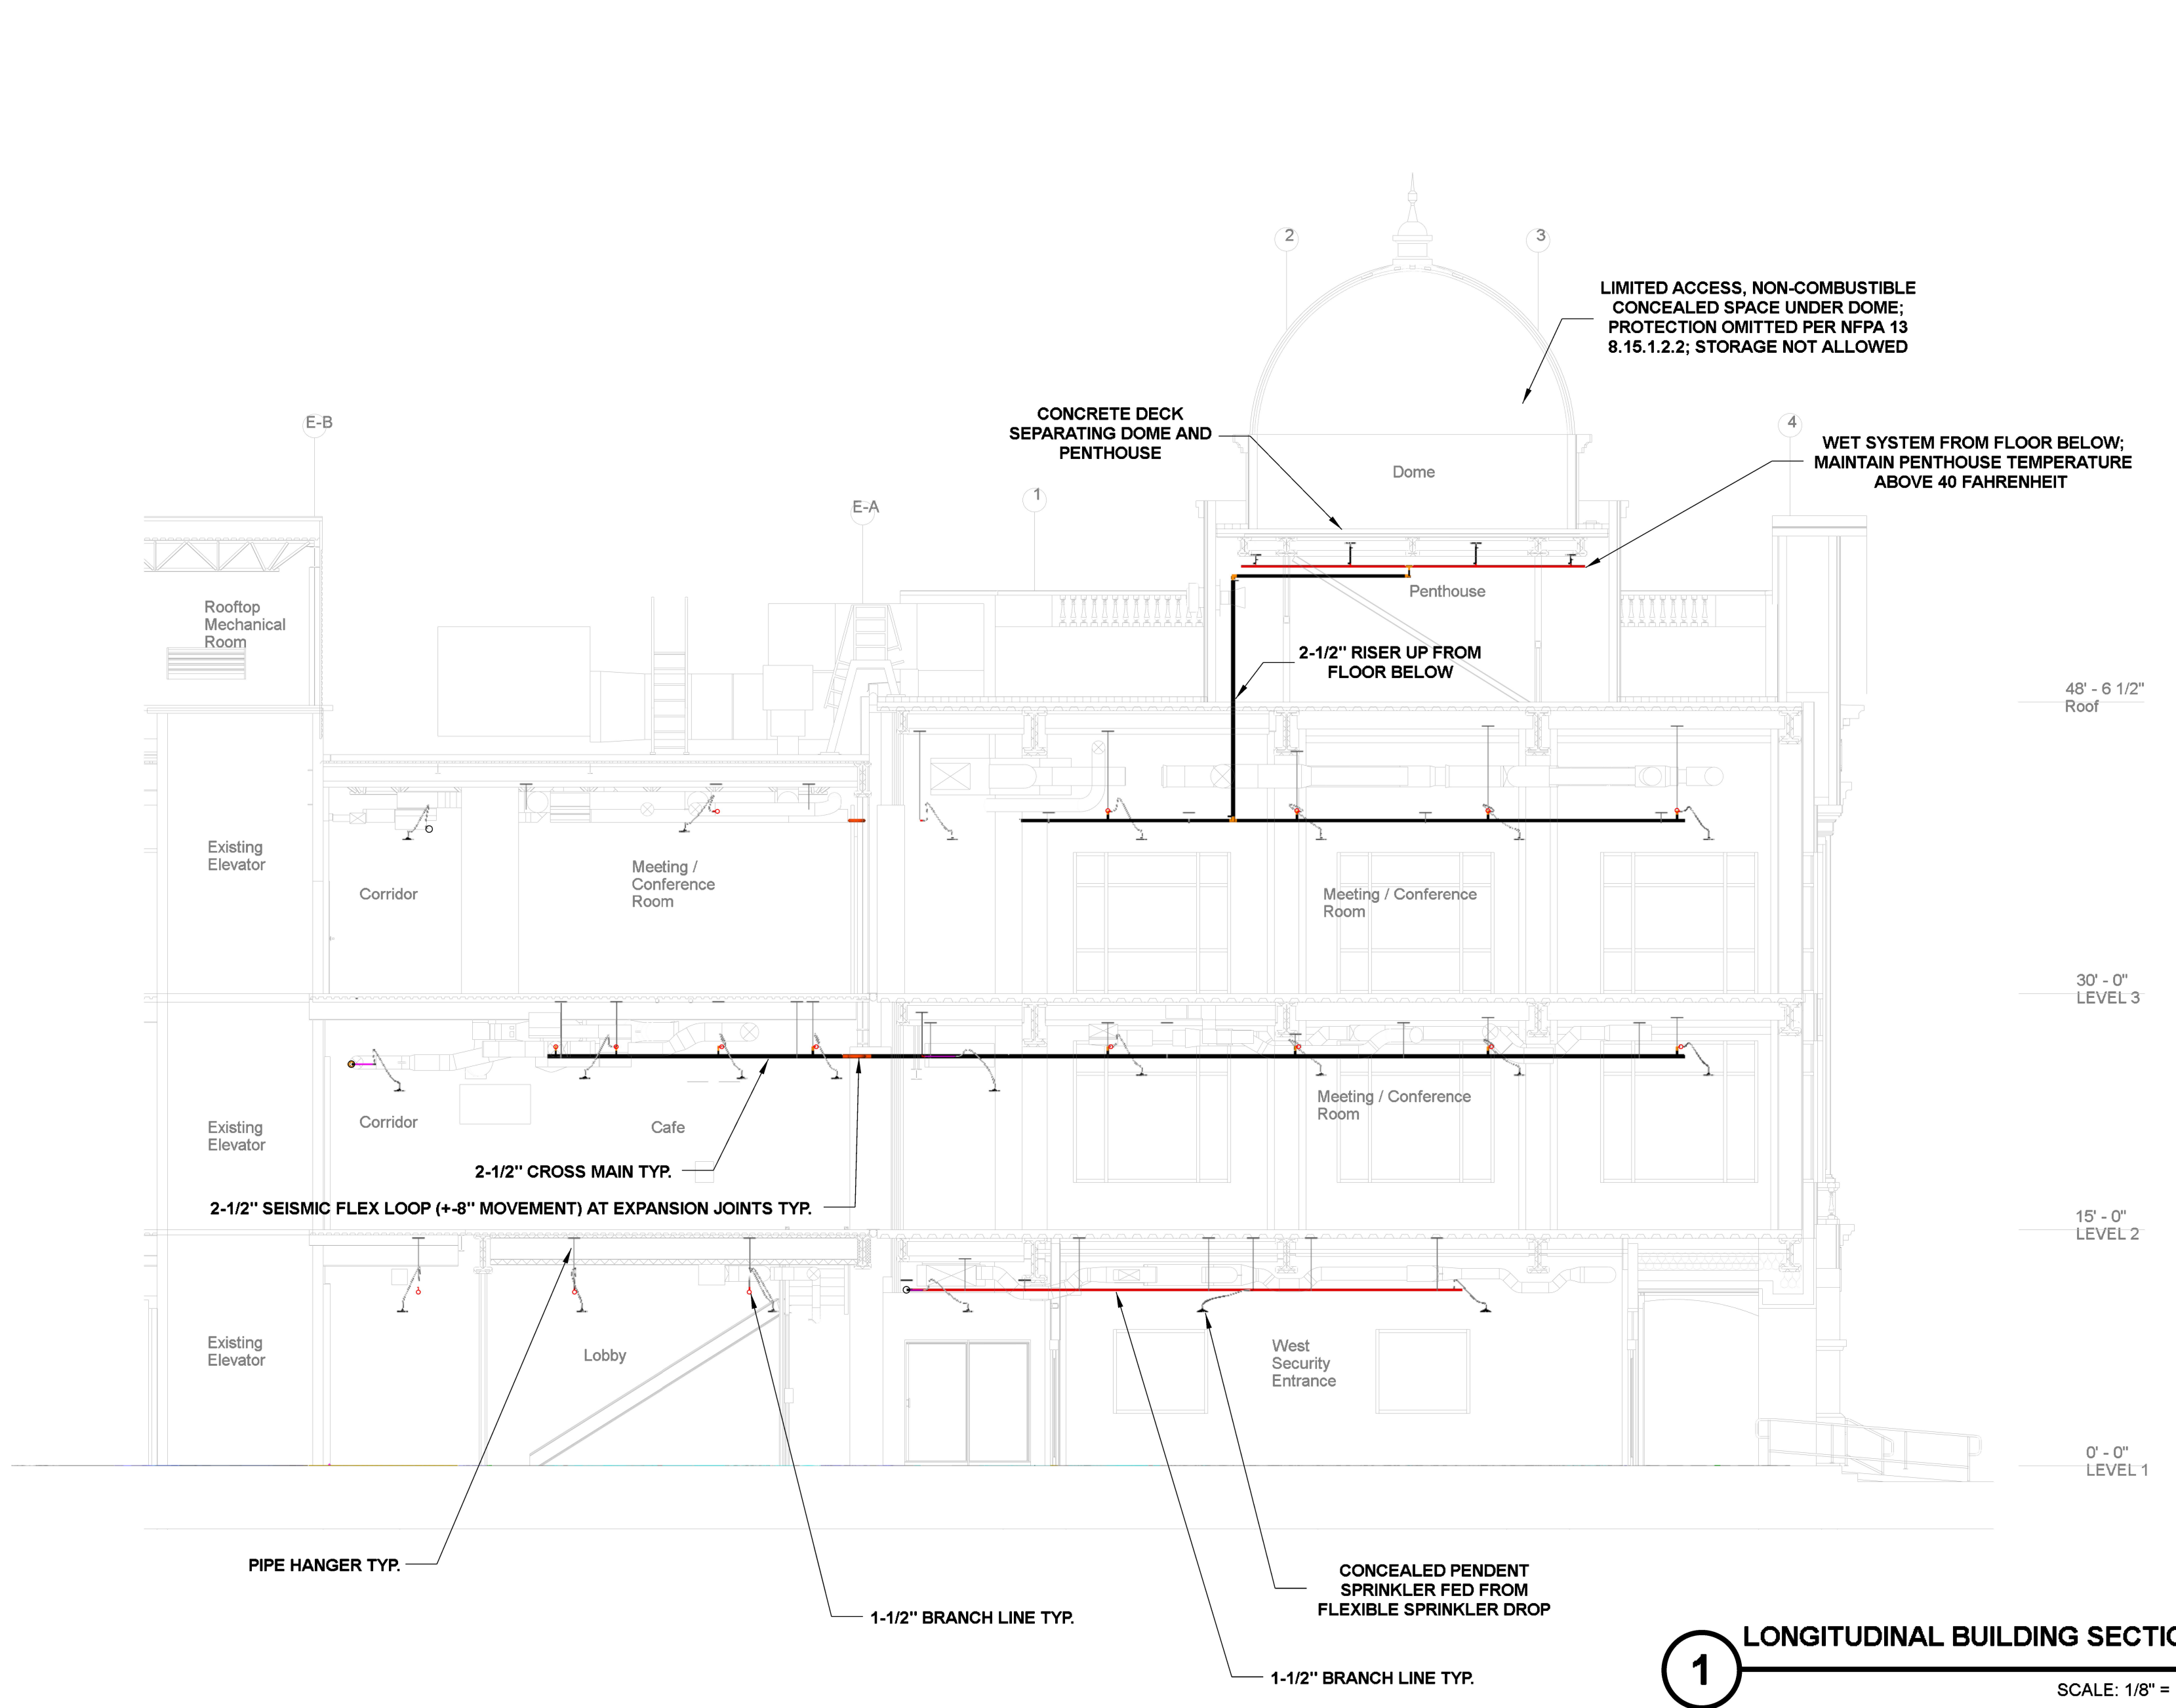 2
3
LIMITED ACCESS, NON-COMBUSTIBLE
CONCEALED SPACE UNDER DOME;
PROTECTION OMITTED PER NFPA 13
8.15.1.2.2; STORAGE NOT ALLOWED
CONCRETE DECK
SEPARATING DOME AND
PENTHOUSE
E-B
4
WET SYSTEM FROM FLOOR BELOW;
MAINTAIN PENTHOUSE TEMPERATURE
ABOVE 40 FAHRENHEIT
Dome
E-A
1
Rooftop
Mechanical
Room
Penthouse
2-1/2" RISER UP FROM
FLOOR BELOW
48' - 6 1/2"
Roof
Existing
Elevator
Corridor
Meeting /
Conference
Room
Meeting / Conference
Room
30' - 0"
LEVEL 3
Existing
Elevator
Corridor
Cafe
Meeting / Conference
Room
2-1/2" CROSS MAIN TYP.
2-1/2" SEISMIC FLEX LOOP (+-8" MOVEMENT) AT EXPANSION JOINTS TYP.
15' - 0"
LEVEL 2
Existing
Elevator
Lobby
West
Security
Entrance
0' - 0"
LEVEL 1
PIPE HANGER TYP.
CONCEALED PENDENT
SPRINKLER FED FROM
FLEXIBLE SPRINKLER DROP
1-1/2" BRANCH LINE TYP.
1-1/2" BRANCH LINE TYP.
1
LONGITUDINAL BUILDING SECTIO
SCALE: 1/8" =